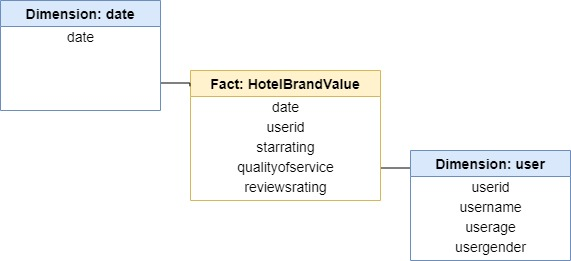 Dimension: date
date
Fact: HotelBrandValue
date
userid
starrating
qualityofservice
reviewsrating
Dimension: user
userid
username
userage
usergender